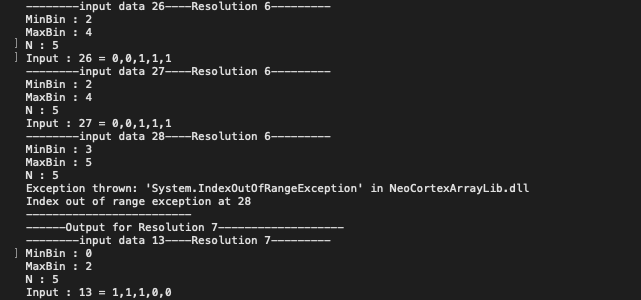 --------input data 26----Resolution 6---------
MinBin : 2
MaxBin : 4
] N : 5
] Input : 26 = 0,0,1,1,1
--------input data 27----Resolution 6---------
MinBin : 2
MaxBin : 4
N : 5
Input : 27 = 0,0,1,1,1
--------input data 28----Resolution 6---------
MinBin : 3
MaxBin : 5
N : 5
Exception thrown: 'System.IndexOutOfRangeException' in NeoCortexArrayLib.dll
Index out of range exception at 28
-------------------------
------Output for Resolution 7-------------------
--------input data 13----Resolution 7---------
] MinBin : 0
MaxBin : 2
N : 5
Input : 13 = 1,1,1,0,0